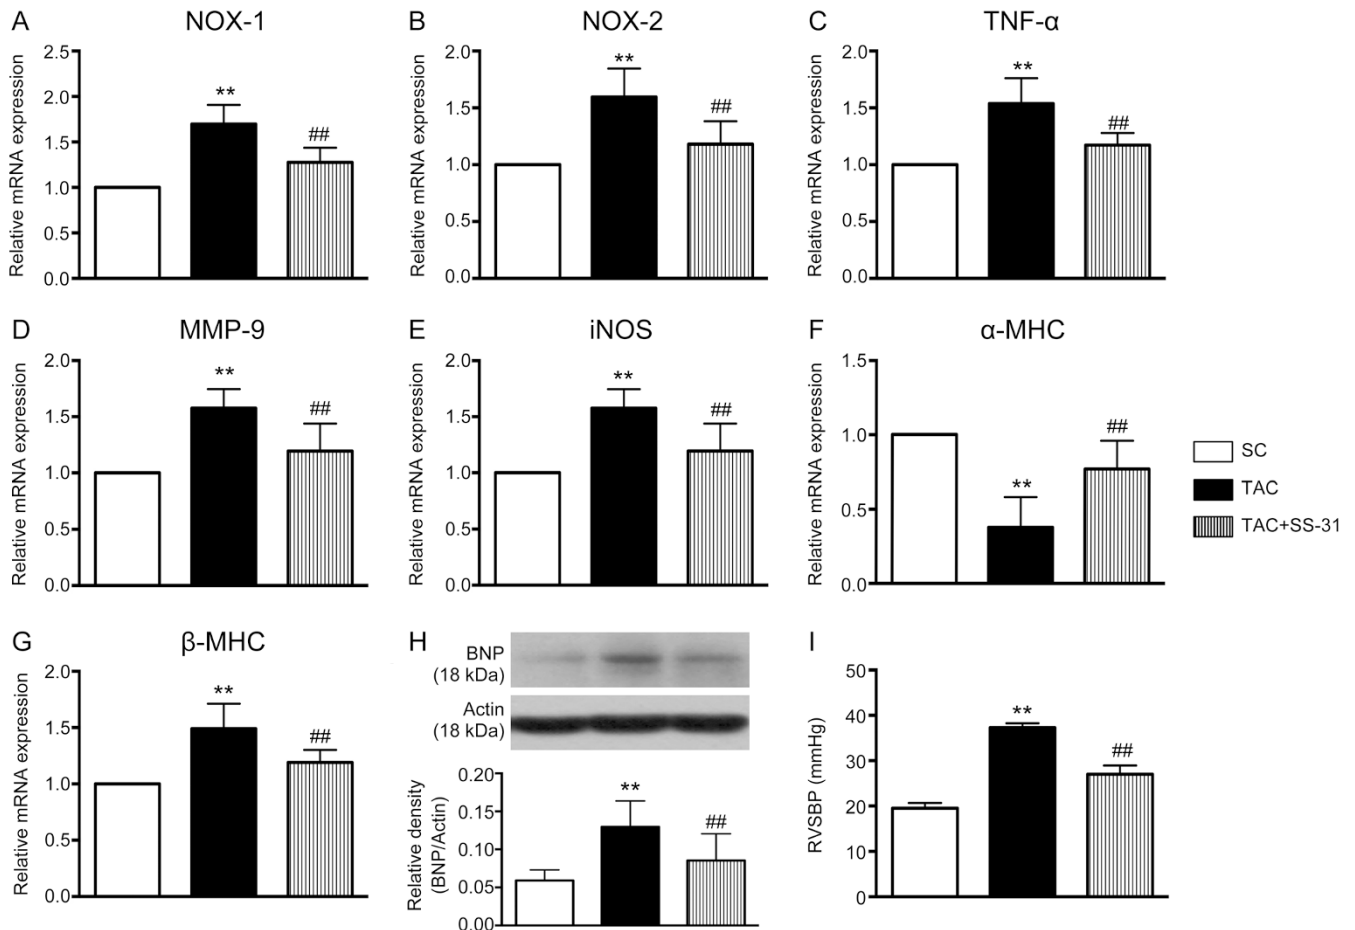 A
NOX-1
Relative mRNA expression
2.5
2.0
1.5
1.0
0.5
0.0
**
##
B
NOX-2
Relative mRNA expression
2.0
1.5
1.0
0.5
0.0
**
##
C
TNF-α
Relative mRNA expression
2.0
1.5
1.0
0.5
0.0
**
##
D
MMP-9
Relative mRNA expression
2.0
1.5
1.0
0.5
0.0
**
##
E
iNOS
Relative mRNA expression
2.0
1.5
1.0
0.5
0.0
**
##
F
α-MHC
Relative mRNA expression
1.5
1.0
0.5
0.0
**
##
SC
TAC
TAC+SS-31
G
β-MHC
Relative mRNA expression
2.0
1.5
1.0
0.5
0.0
**
##
H
BNP
(18 kDa)
Actin
(18 kDa)
Relative density
(BNP/Actin)
0.20
0.15
0.10
0.05
0.00
**
##
I
RVSBP (mmHg)
50
40
30
20
10
0
**
##